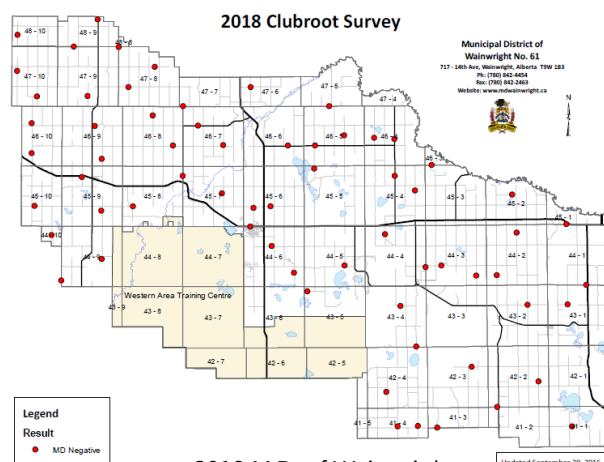 2018 Clubroot Survey
Municipal District of
Wainwright No. 61
717 - 14th Ave, Wainwright, Alberta T9W 1B3
Ph: (780) 842-4454
Fax: (780) 842-2463
Website: www.mdwainwright.ca
N
48 - 10
48 - 9
48 - 8
47 - 10
47 - 9
47 - 8
47 - 7
47 - 6
47 - 5
47 - 4
46 - 10
46 - 9
46 - 8
46 - 7
46 - 6
46 - 5
46 - 4
46 - 3
45 - 10
45 - 9
45 - 8
45 - 7
45 - 6
45 - 5
45 - 4
45 - 3
45 - 2
45 - 1
44 - 10
44 - 9
44 - 8
44 - 7
44 - 6
44 - 5
44 - 4
44 - 3
44 - 2
44 - 1
Western Area Training Centre
43 - 9
43 - 8
43 - 7
43 - 6
43 - 5
43 - 4
43 - 3
43 - 2
43 - 1
42 - 7
42 - 6
42 - 5
42 - 4
42 - 3
42 - 2
42 - 1
41 - 5
41 - 4
41 - 3
41 - 2
41 - 1
Legend
Result
MD Negative